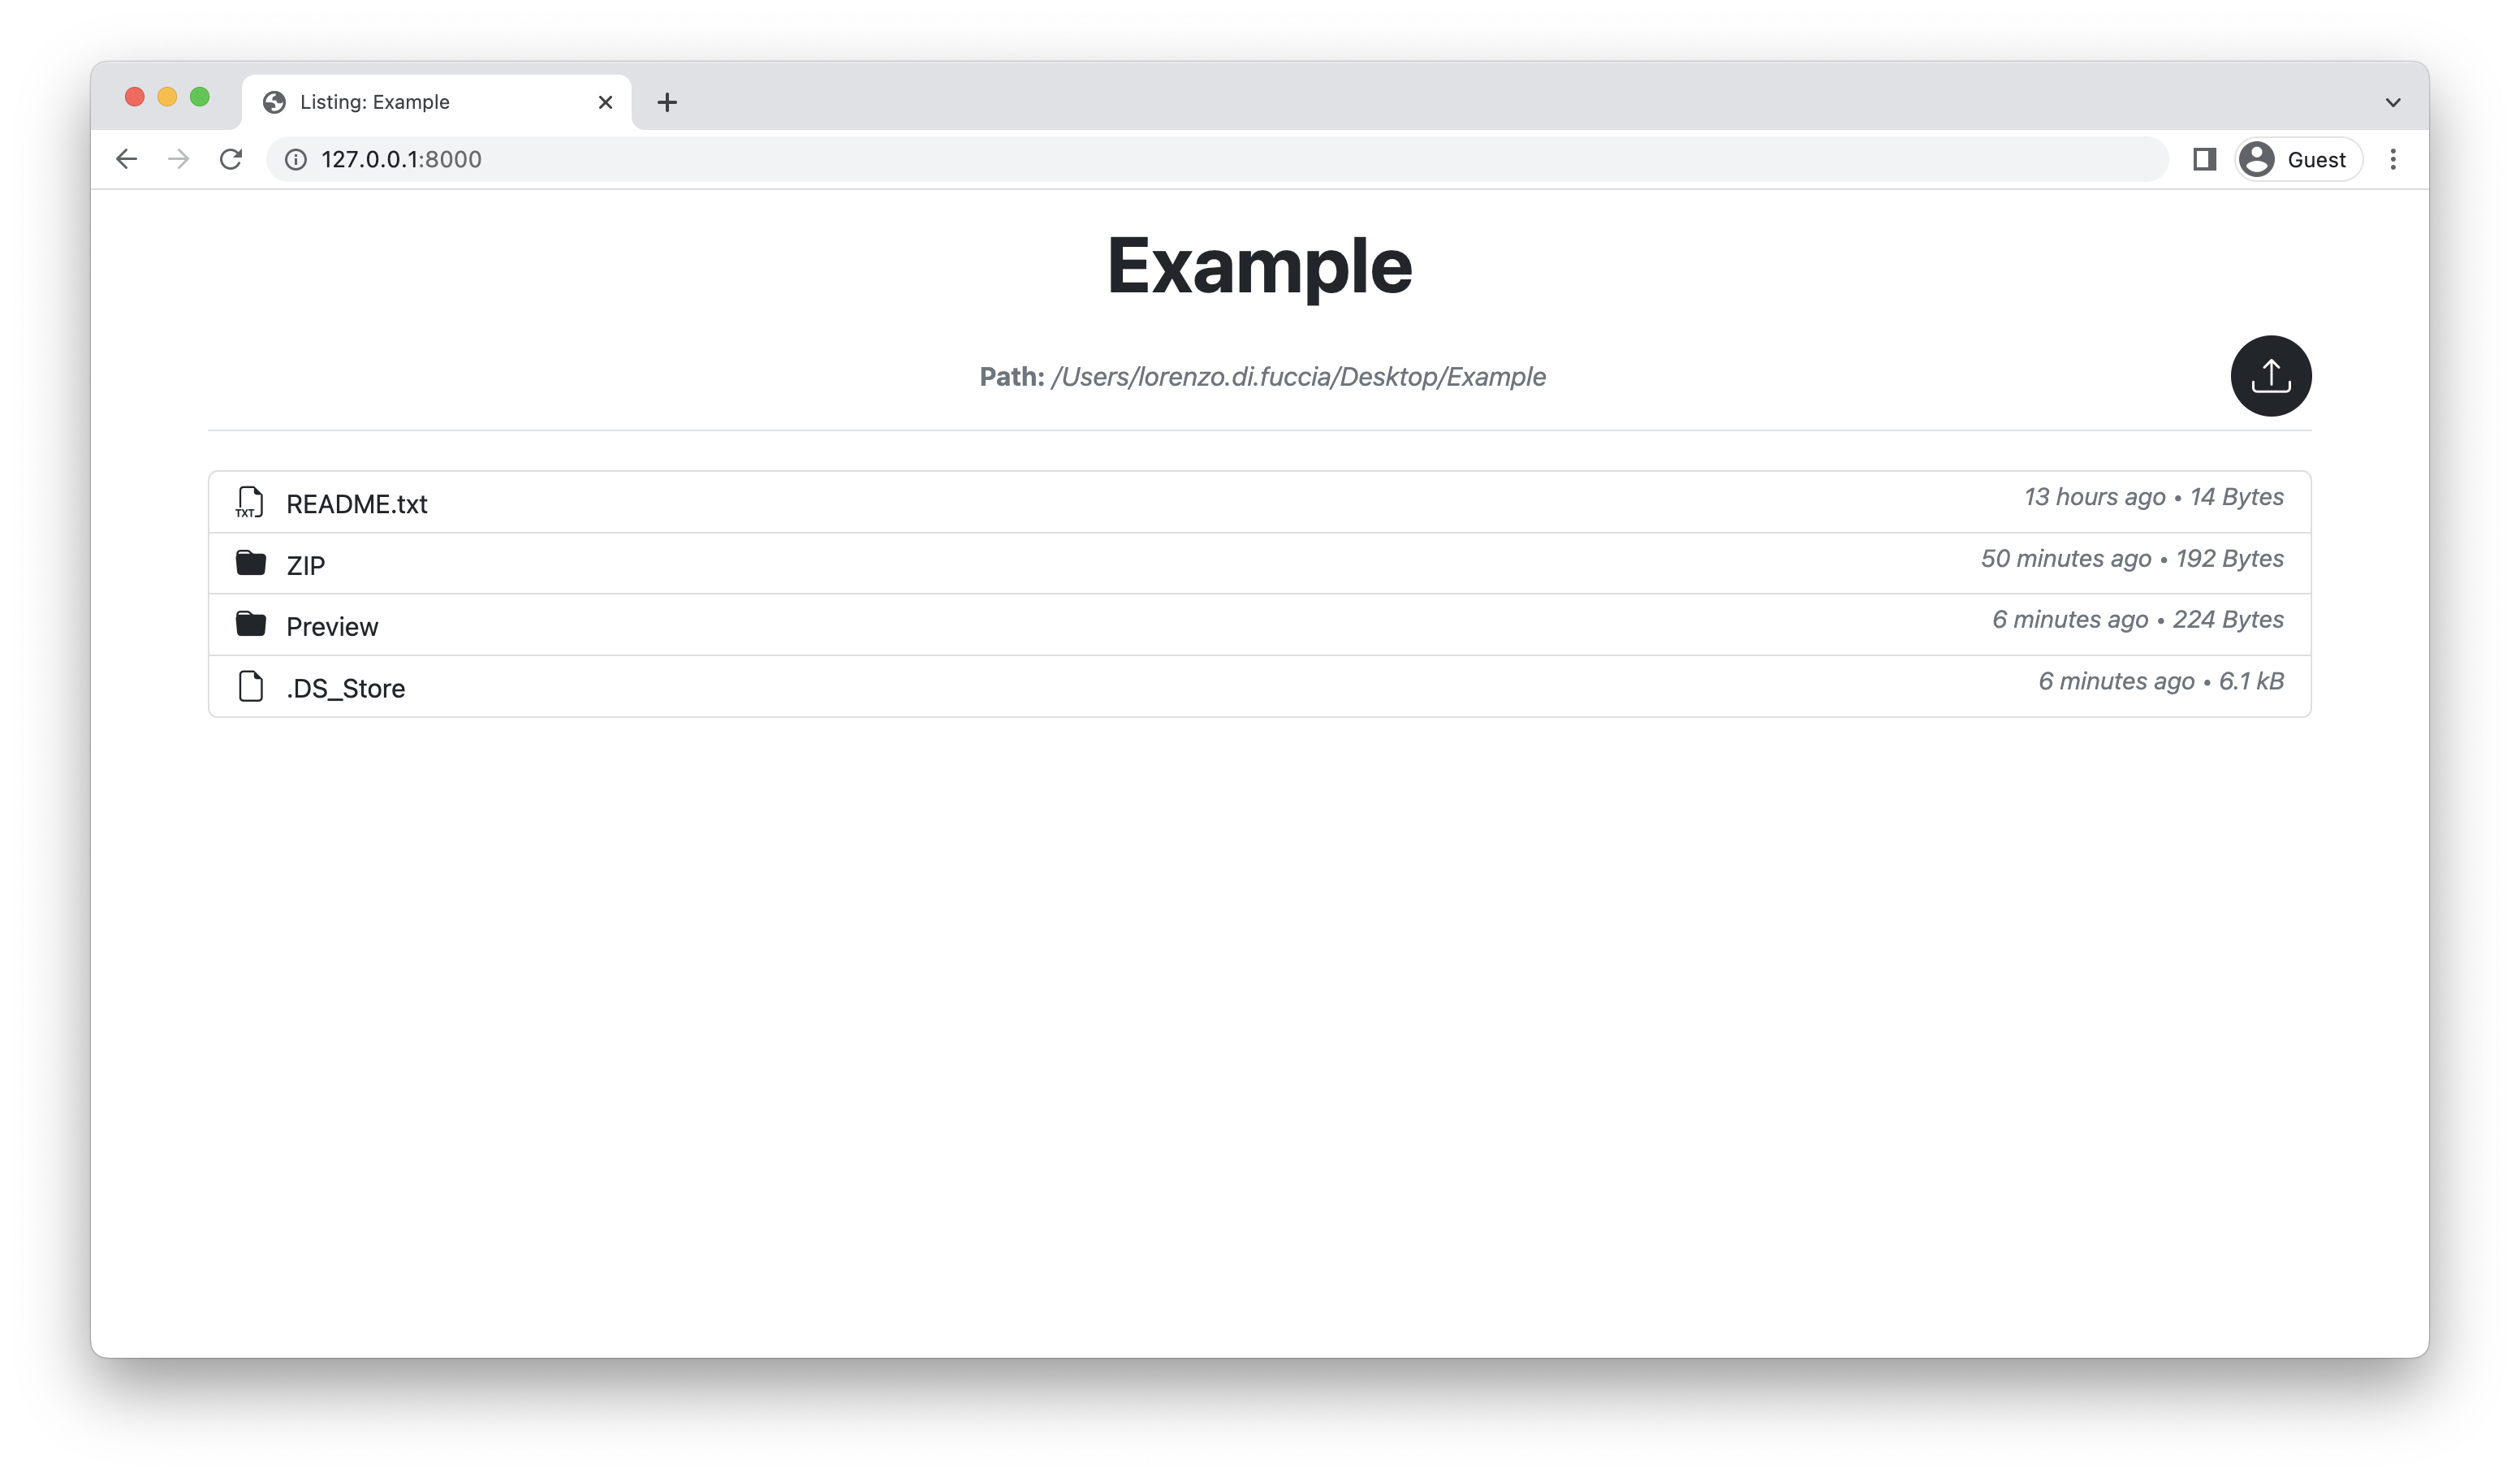 Listing: Example
127.0.0.1:8000
Guest
Example
Path: /Users/lorenzo.di.fuccia/Desktop/Example
TXT README.txt 13 hours ago • 14 Bytes
ZIP 50 minutes ago • 192 Bytes
Preview 6 minutes ago • 224 Bytes
.DS_Store 6 minutes ago • 6.1 kB